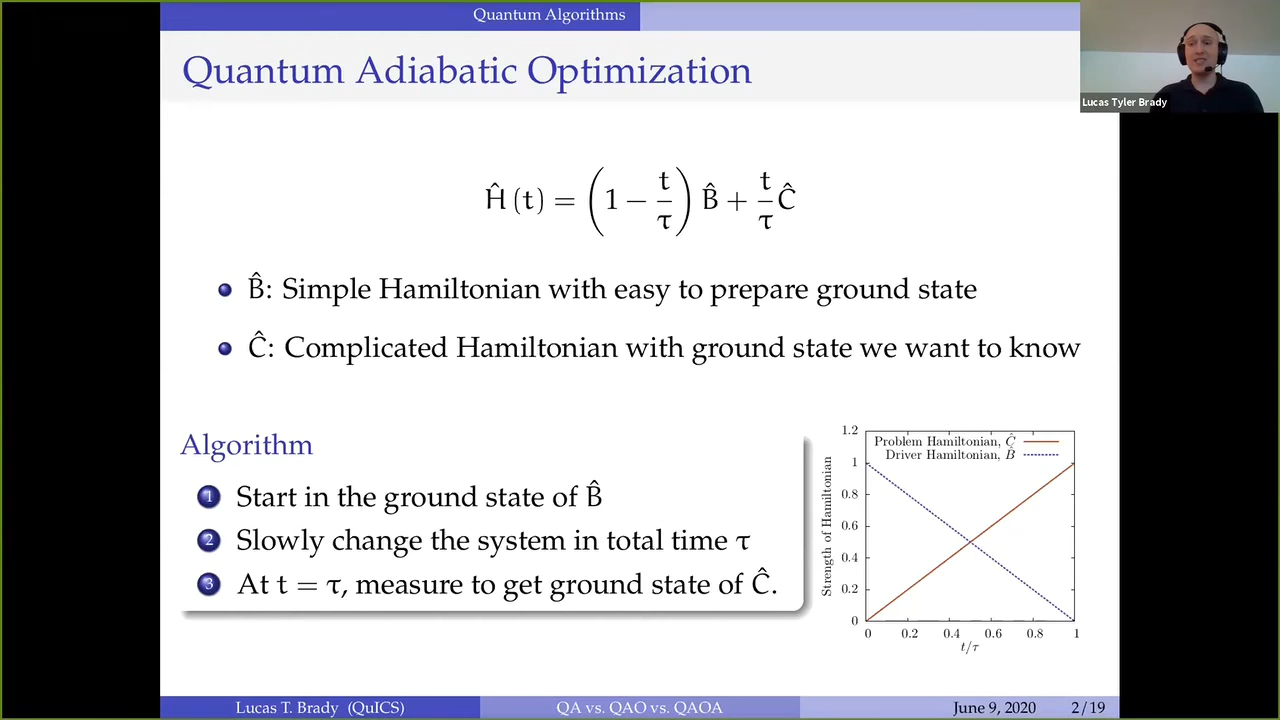 Quantum Algorithms
Quantum Adiabatic Optimization
Lucas Tyler Brady
Ĥ (t) = (1 − t/τ) B̂ + t/τ Ĉ
B̂: Simple Hamiltonian with easy to prepare ground state
Ĉ: Complicated Hamiltonian with ground state we want to know
Algorithm
1 Start in the ground state of B̂
2 Slowly change the system in total time τ
3 At t = τ, measure to get ground state of Ĉ.
Strength of Hamiltonian
1.2
1
0.8
0.6
0.4
0.2
0
Problem Hamiltonian, Ĉ
Driver Hamiltonian, B̂
0 0.2 0.4 0.6 0.8 1
t/τ
Lucas T. Brady (QuICS) QA vs. QAO vs. QAOA June 9, 2020 2/19